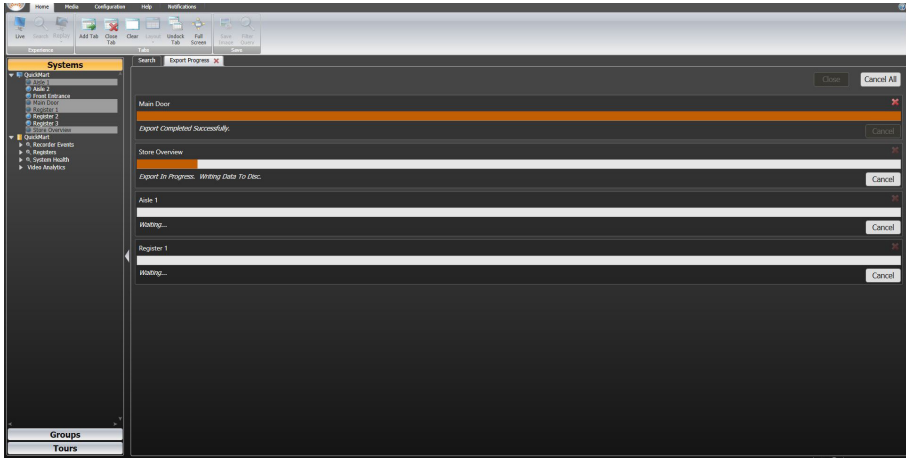 Home Media Configuration Help Notifications
Live Search Add Tab Close Tab Clear Layout Undock Tab Full Screen Save Image
Experience Tabs Save
Systems
Search Export Progress
QuickMart
Aisle 1
Aisle 2
Front Entrance
Main Door
Register 1
Register 2
Register 3
Store Overview
QuickMart
Recorder Events
Registers
System Health
Video Analytics
Close Cancel All
Main Door
Export Completed Successfully.
Cancel
Store Overview
Export In Progress. Writing Data To Disc.
Cancel
Aisle 1
Waiting...
Cancel
Register 1
Waiting...
Cancel
Groups
Tours